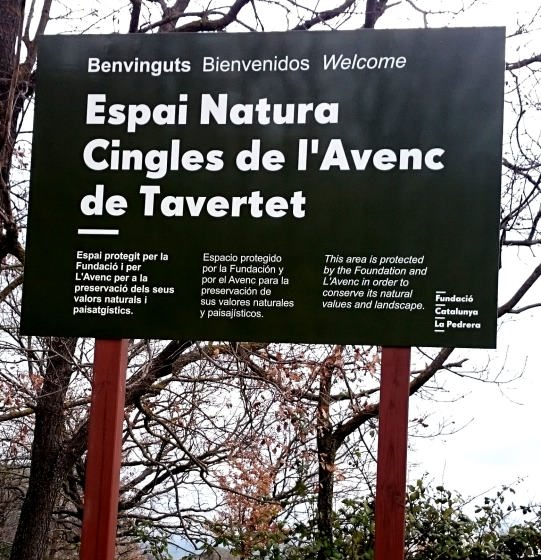 Benvinguts Bienvenidos Welcome
Espai Natura
Cingles de l'Avenc
de Tavertet
Espai protegit per la
Fundació i per
L'Avenc per a la
preservació dels seus
valors naturals i
paisatgístics.
Espacio protegido
por la Fundación y
por el Avenc para la
preservación de
sus valores naturales
y paisajísticos.
This area is protected
by the Foundation and
L'Avenc in order to
conserve its natural
values and landscape.
Fundació
Catalunya
La Pedrera